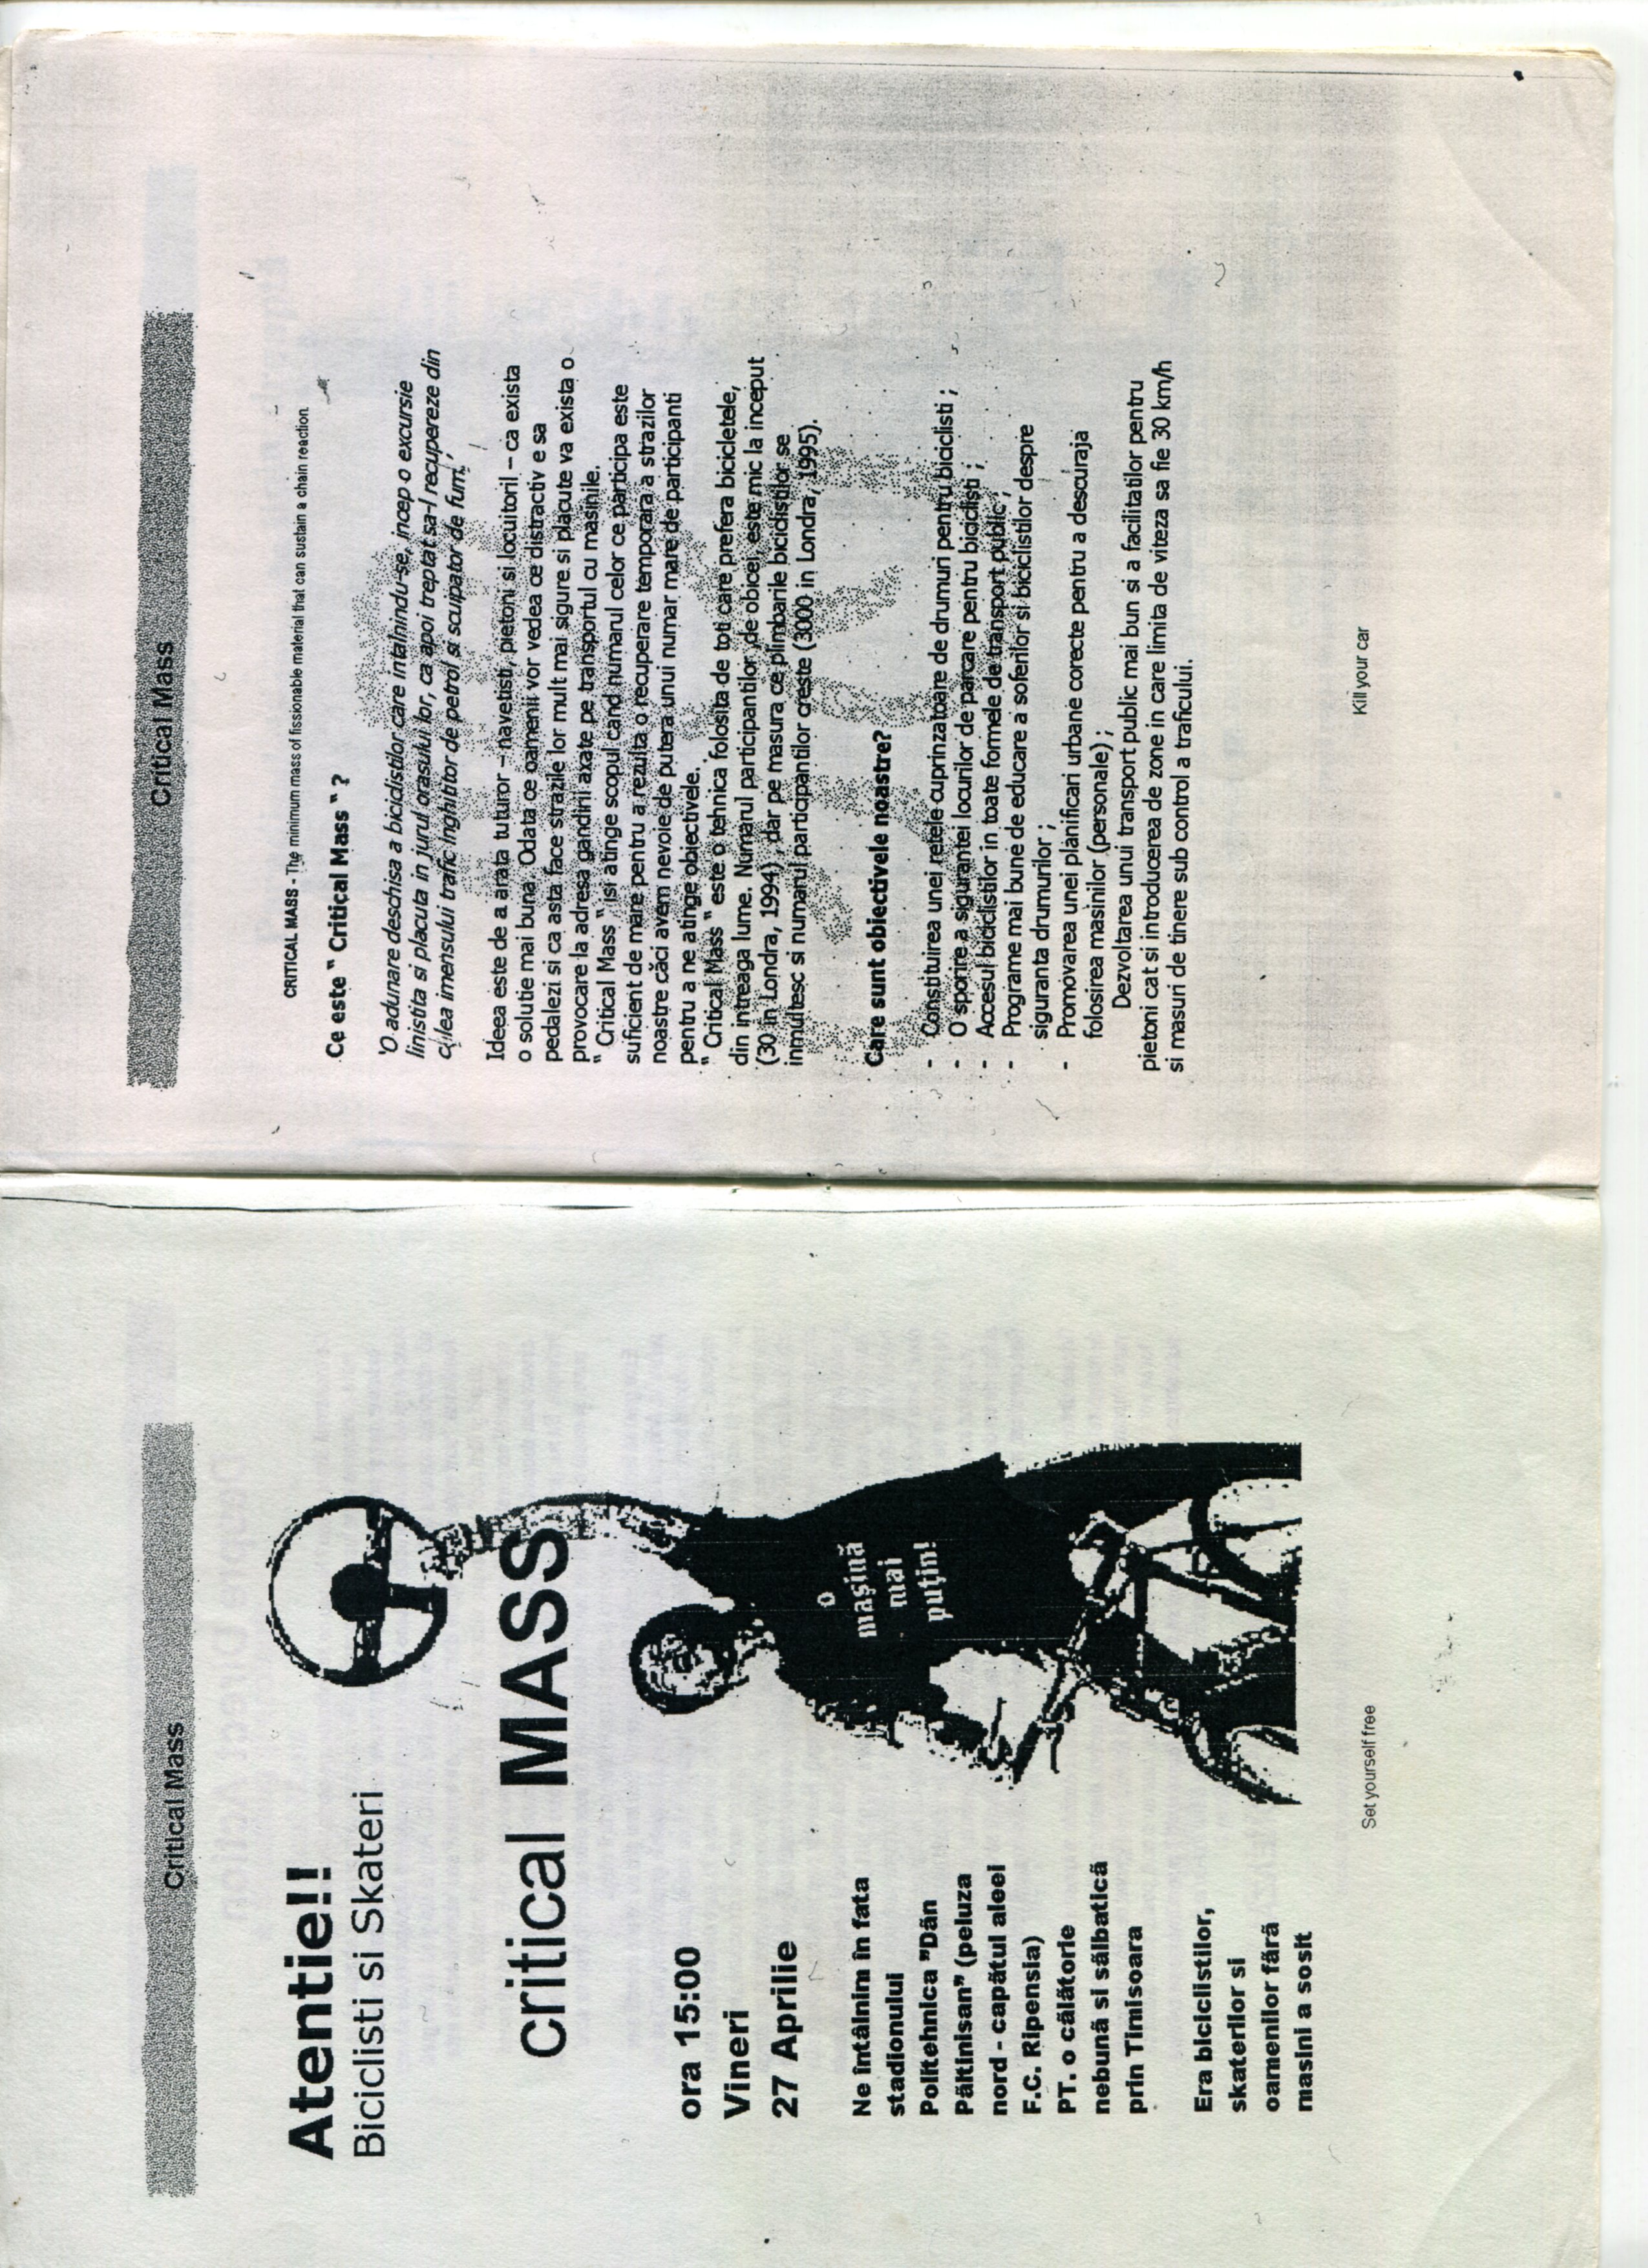 Critical Mass
Atentie!!
Biciclisti si Skateri
critical MASS
ora 15:00
Vineri
27 Aprilie
Ne întâlnim în fata
stadionului
Politehnica "Dän
Păltinisan" (peluza
nord - capătul aleei
F.C. Ripensia)
PT. o călătorie
nebună si sălbatică
prin Timisoara
Era biciclistilor,
skaterilor si
oamenilor fără
masini a sosit
o
mașină
mai
puțin!
Set yourself free
Critical Mass
CRITICAL MASS - The minimum mass of fissionable material that can sustain a chain reaction
Ce este " Critical Mass " ?
'O adunare deschisa a biciclistilor care intalnindu-se, incep o excursie
linistita si placuta in jurul orasului lor, ca apoi treptat sa-l recupereze din
calea imensului trafic inghititor de petrol si scuipator de fum.'
Ideea este de a arata tuturor – navetisti, pietoni si locuitori! – ca exista
o solutie mai buna. Odata ce oamenii vor vedea ce distractiv e sa
pedalezi si ca asta face strazile lor mult mai sigure si placute va exista o
provocare la adresa gandirii axate pe transportul cu masinile.
" Critical Mass " isi atinge scopul cand numarul celor ce participa este
suficient de mare pentru a rezulta o recuperare temporara a strazilor
noastre căci avem nevoie de puterea unui numar mare de participanti
pentru a ne atinge obiectivele.
" Critical Mass " este o tehnica folosita de toti care prefera bicicletele,
din intreaga lume. Numarul participantilor, de obicei, este mic la inceput
(30 in Londra, 1994) , dar pe masura ce plimbarile biciclistilor se
inmultesc si numarul participantilor creste (3000 in Londra, 1995).
Care sunt obiectivele noastre?
- Constituirea unei retele cuprinzatoare de drumuri pentru biciclisti ;
- O sporire a sigurantei locurilor de parcare pentru biciclisti ;
- Accesul biciclistilor in toate formele de transport public ;
- Programe mai bune de educare a soferilor si biciclistilor despre
siguranta drumurilor ;
- Promovarea unei planificari urbane corecte pentru a descuraja
folosirea masinilor (personale) ;
Dezvoltarea unui transport public mai bun si a facilitatilor pentru
pietoni cat si introducerea de zone in care limita de viteza sa fie 30 km/h
si masuri de tinere sub control a traficului.
Kill your car